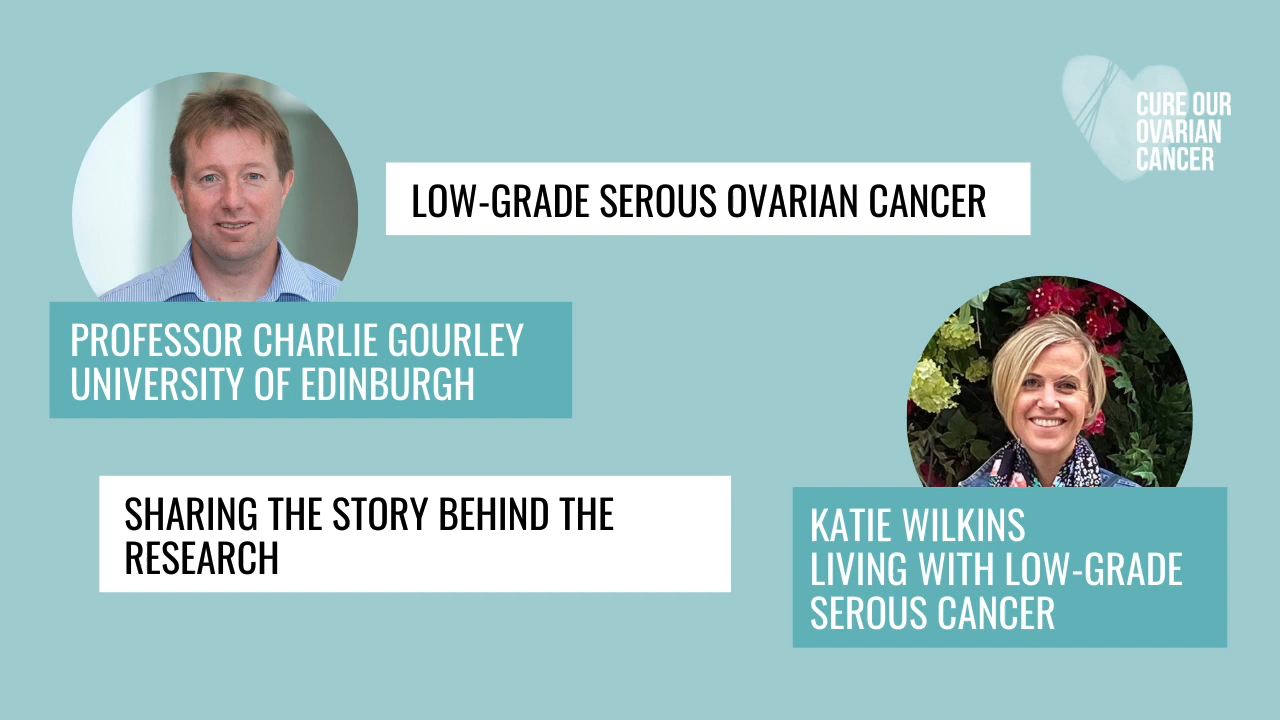 CURE OUR
OVARIAN
CANCER
LOW-GRADE SEROUS OVARIAN CANCER
PROFESSOR CHARLIE GOURLEY
UNIVERSITY OF EDINBURGH
SHARING THE STORY BEHIND THE
RESEARCH
KATIE WILKINS
LIVING WITH LOW-GRADE
SEROUS CANCER